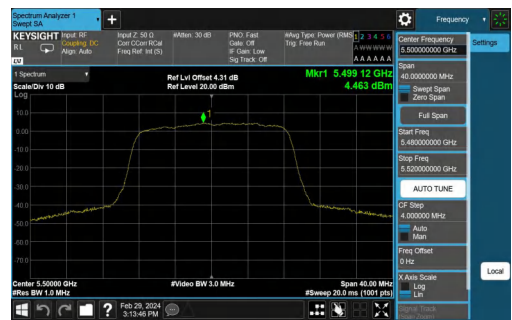 Spectrum Analyzer 1
Swept SA
Frequency
KEYSIGHT
RL
Input: RF
Coupling: DC
Align: Auto
Input Z: 50 Ω
Corr CCorr RCal
Freq Ref: Int (S)
#Atten: 30 dB
PNO: Fast
Gate: Off
IF Gain: Low
Sig Track: Off
#Avg Type: Power (RMS
Trig: Free Run
1 2 3 4 5 6
A W W W W W
A A A A A A
LV
1 Spectrum
Scale/Div 10 dB
Log
Ref Lvl Offset 4.31 dB
Ref Level 20.00 dBm
Mkr1 5.499 12 GHz
4.463 dBm
1
10.0
0.00
-10.0
-20.0
-30.0
-40.0
-50.0
-60.0
-70.0
Center 5.50000 GHz
#Res BW 1.0 MHz
#Video BW 3.0 MHz
Span 40.00 MHz
#Sweep 20.0 ms (1001 pts)
Center Frequency
5.500000000 GHz
Settings
Span
40.0000000 MHz
Swept Span
Zero Span
Full Span
Start Freq
5.480000000 GHz
Stop Freq
5.520000000 GHz
AUTO TUNE
CF Step
4.000000 MHz
Auto
Man
Freq Offset
0 Hz
X Axis Scale
Log
Lin
Signal Track
Local
?
Feb 29, 2024
3:13:46 PM